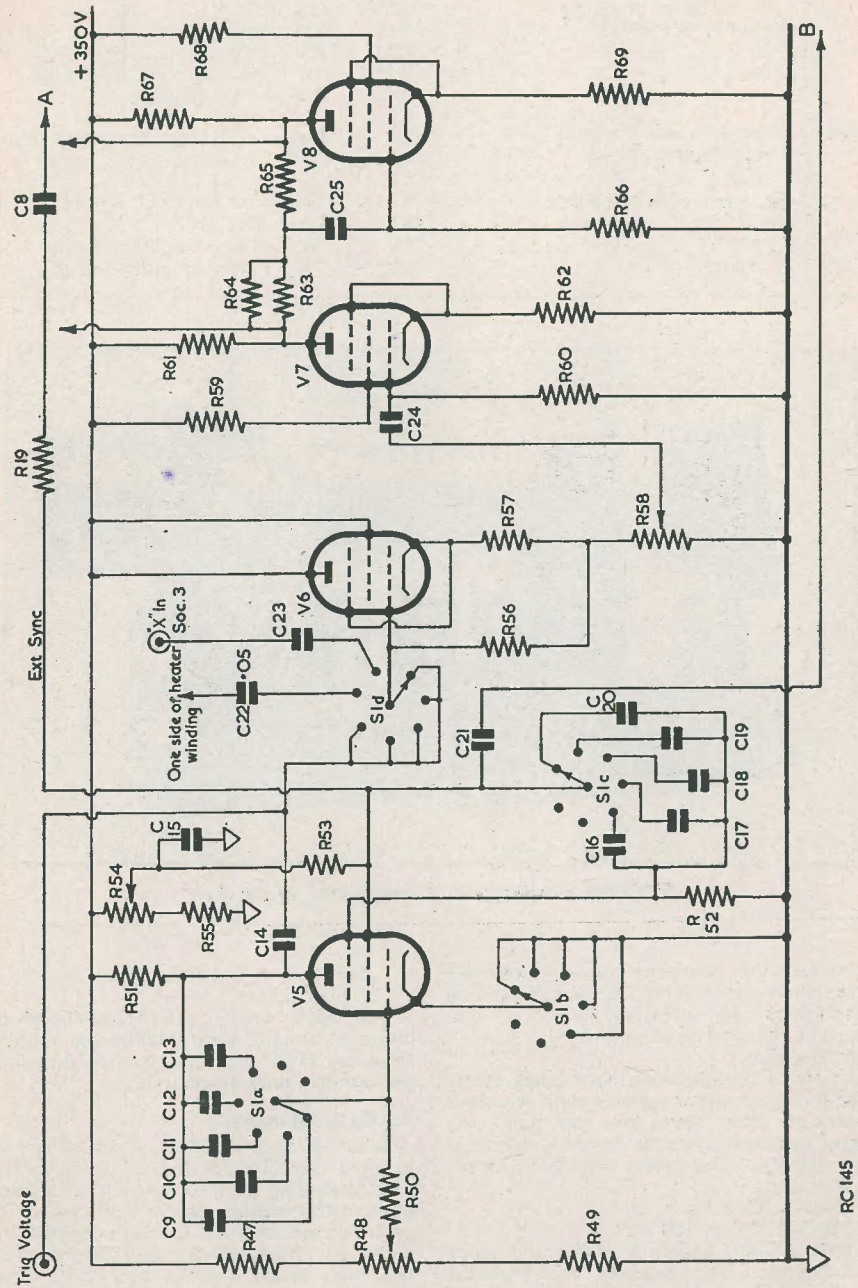 Trig Voltage
Ext Sync
R19
C8
A
+350V
R47
R48
R49
R50
C9
C10
C11
C12
C13
S1a
R51
R54
R55
C
15
R53
C14
V5
S1b
R
52
C16
C17
C18
C19
C
20
S1c
C21
One side of heater
winding
C22
·05
"X" In
Soc.3
C23
S1d
V6
R56
R57
R58
R59
R61
C24
V7
R60
R62
R64
R63
R65
C25
R67
R68
V8
R66
R69
B
RC145